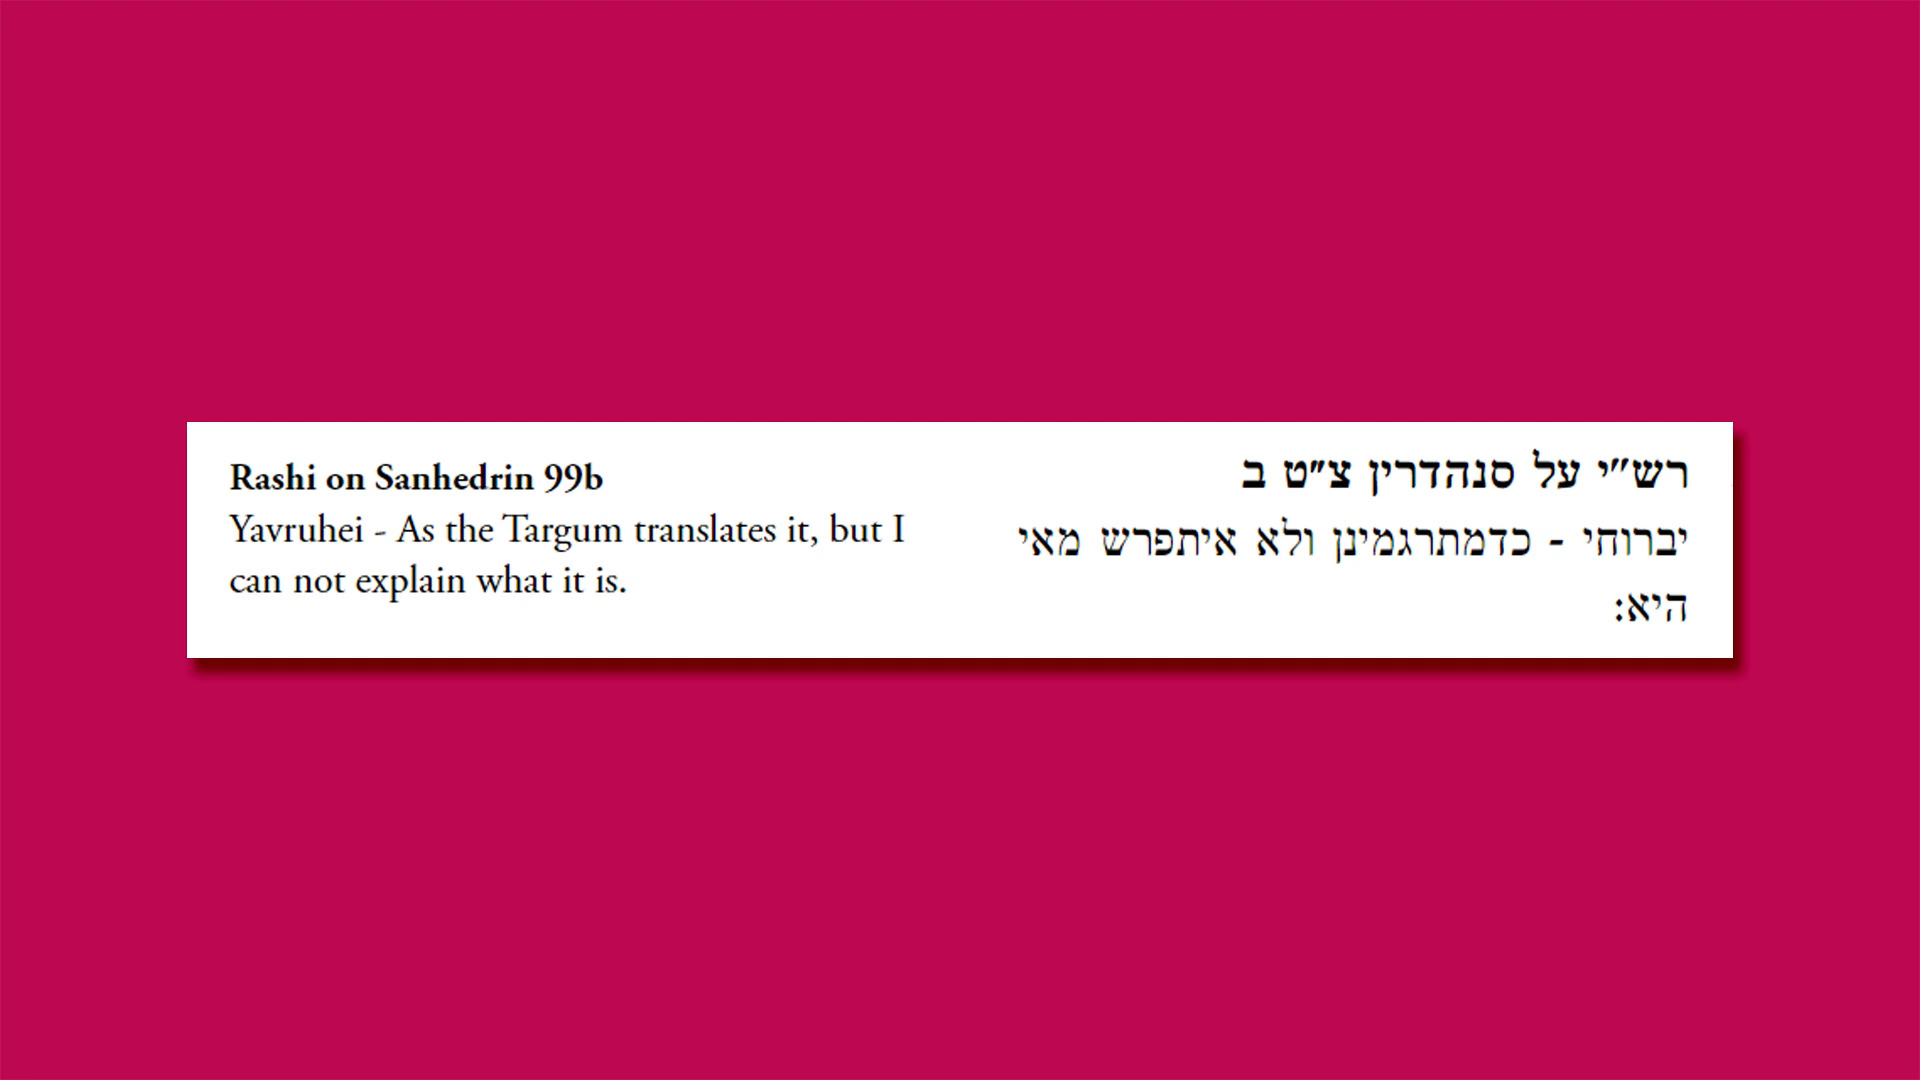 Rashi on Sanhedrin 99b
Yavruhei - As the Targum translates it, but I
can not explain what it is.
רש״י על סנהדרין צ״ט ב
יברוחי - כדמתרגמינן ולא איתפרש מאי
היא: